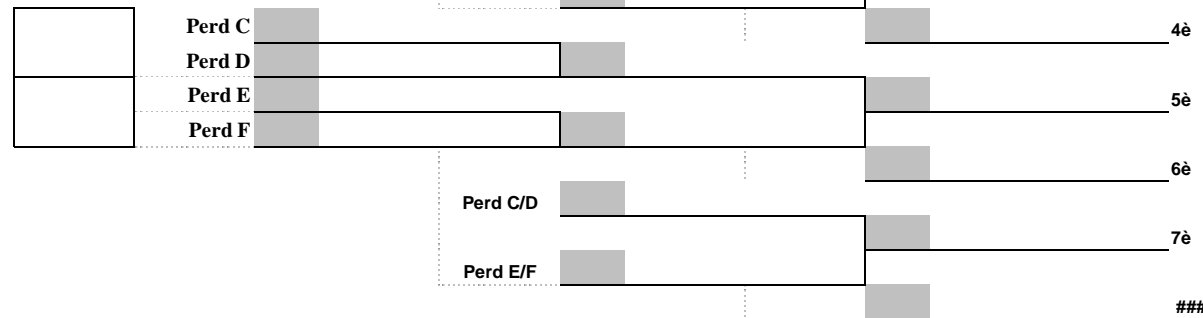 Perd C
4è
Perd D
Perd E
5è
Perd F
6è
Perd C/D
7è
Perd E/F
###